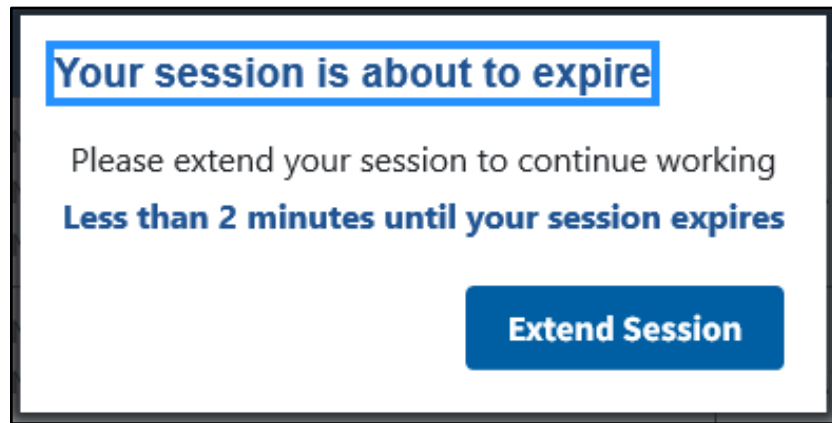 Your session is about to expire
Please extend your session to continue working
Less than 2 minutes until your session expires
Extend Session